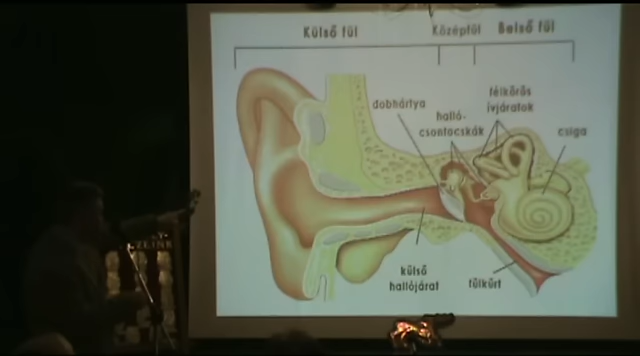 Külső fül
Középfül
Belső fül
dobhártya
halló-
csontocskák
félkörös
ívjáratok
csiga
külső
hallójárat
fülkürt